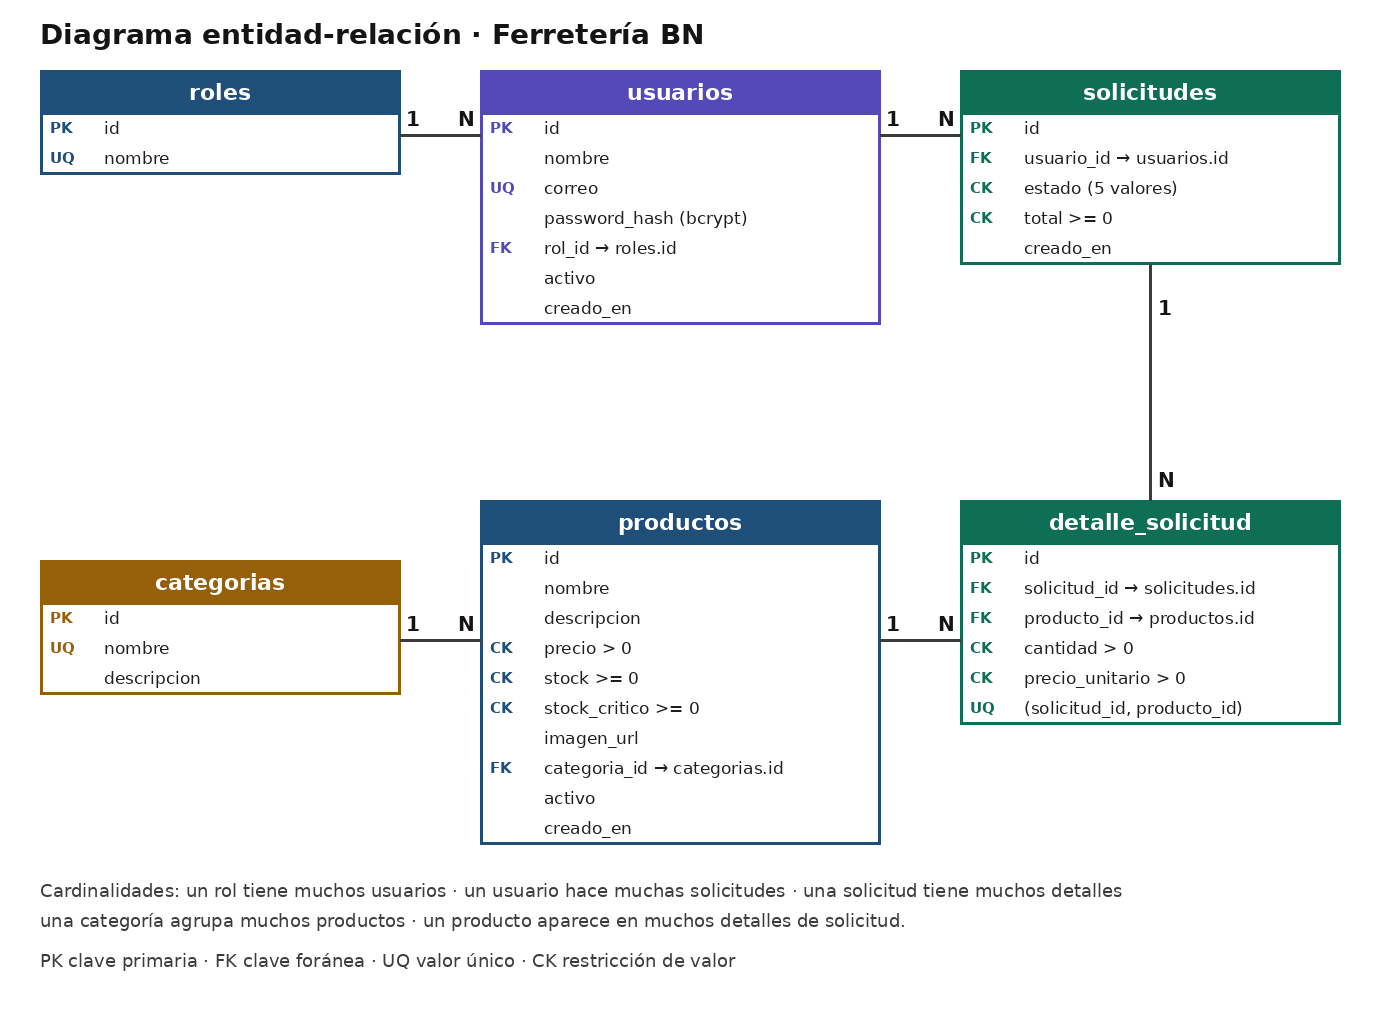 Diagrama entidad-relación · Ferretería BN
roles
PK id
UQ nombre
1 N
usuarios
PK id
nombre
UQ correo
password_hash (bcrypt)
FK rol_id → roles.id
activo
creado_en
1 N
solicitudes
PK id
FK usuario_id → usuarios.id
CK estado (5 valores)
CK total >= 0
creado_en
1
N
categorias
PK id
UQ nombre
descripcion
1 N
productos
PK id
nombre
descripcion
CK precio > 0
CK stock >= 0
CK stock_critico >= 0
imagen_url
FK categoria_id → categorias.id
activo
creado_en
1 N
detalle_solicitud
PK id
FK solicitud_id → solicitudes.id
FK producto_id → productos.id
CK cantidad > 0
CK precio_unitario > 0
UQ (solicitud_id, producto_id)
Cardinalidades: un rol tiene muchos usuarios · un usuario hace muchas solicitudes · una solicitud tiene muchos detalles
una categoría agrupa muchos productos · un producto aparece en muchos detalles de solicitud.
PK clave primaria · FK clave foránea · UQ valor único · CK restricción de valor